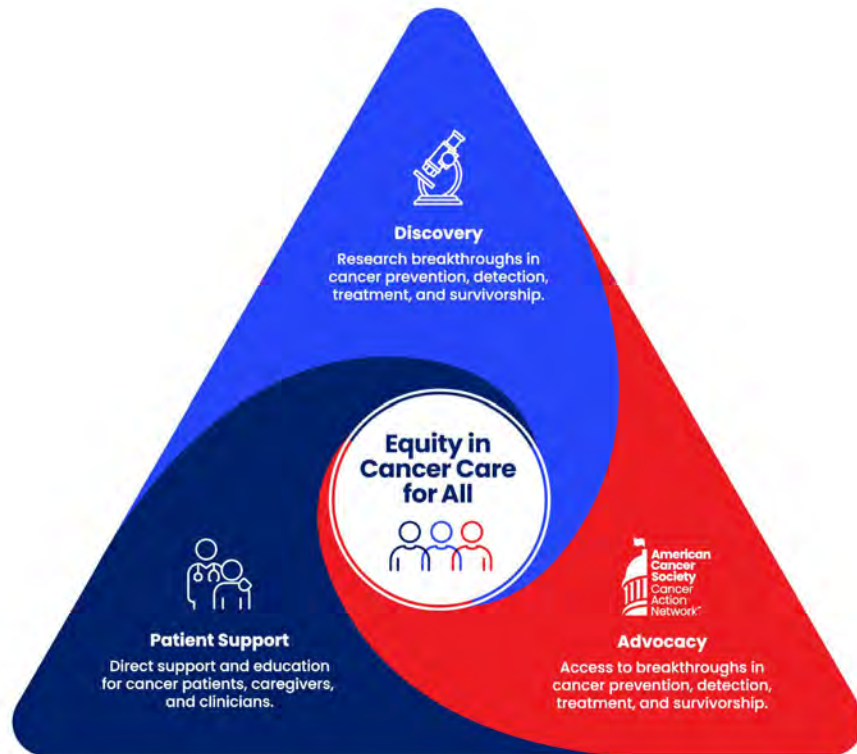 Discovery
Research breakthroughs in
cancer prevention, detection,
treatment, and survivorship.
Equity in
Cancer Care
for All
Patient Support
Direct support and education
for cancer patients, caregivers,
and clinicians.
American
Cancer
Society
Cancer
Action
Network™
Advocacy
Access to breakthroughs in
cancer prevention, detection,
treatment, and survivorship.